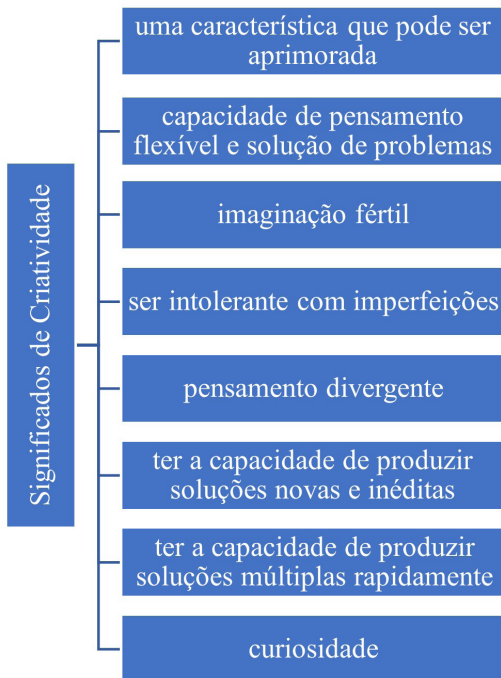 Significados de Criatividade
uma característica que pode ser
aprimorada
capacidade de pensamento
flexível e solução de problemas
imaginação fértil
ser intolerante com imperfeições
pensamento divergente
ter a capacidade de produzir
soluções novas e inéditas
ter a capacidade de produzir
soluções múltiplas rapidamente
curiosidade